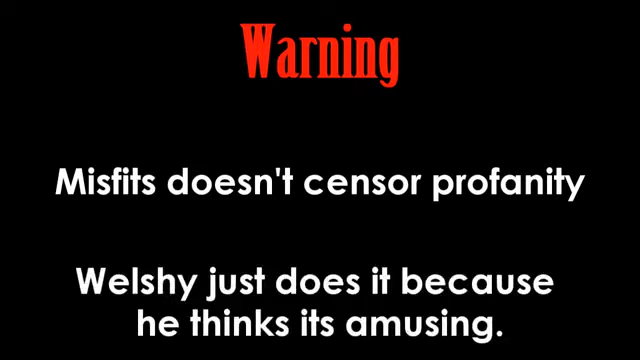 Warning
Misfits doesn't censor profanity
Welshy just does it because
he thinks its amusing.